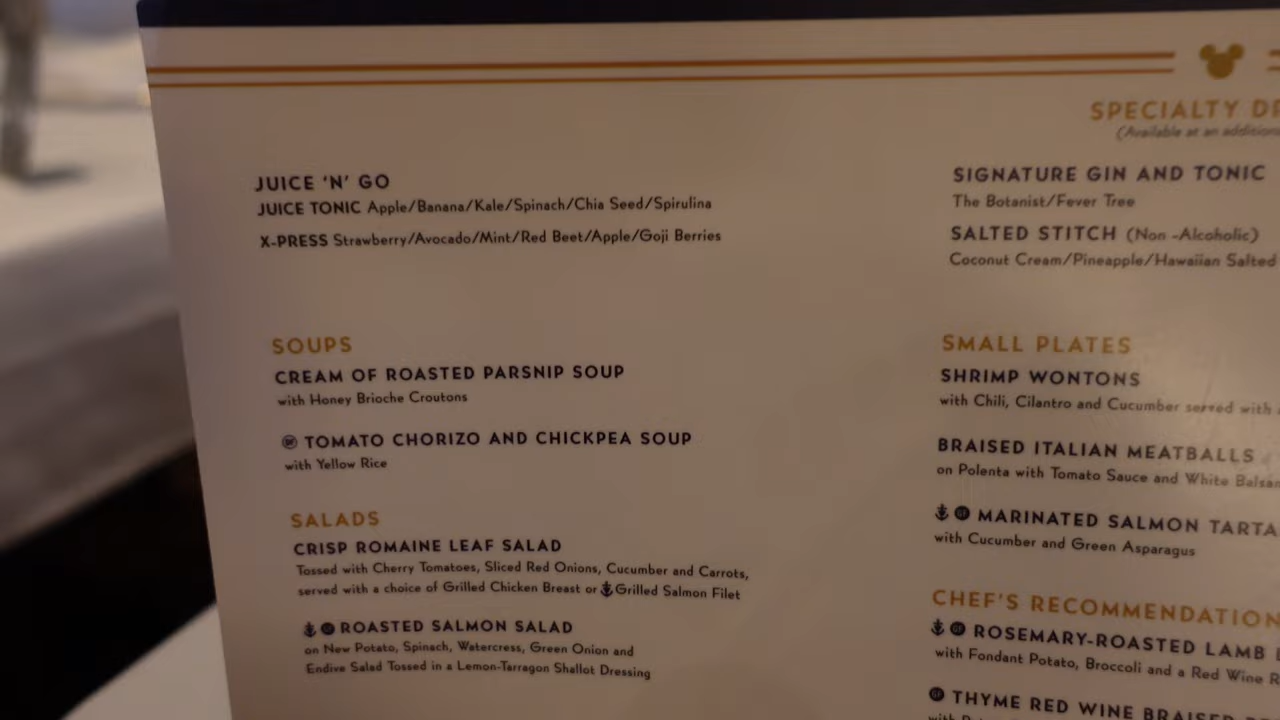 JUICE 'N' GO
JUICE TONIC Apple/Banana/Kale/Spinach/Chia Seed/Spirulina
X-PRESS Strawberry/Avocado/Mint/Red Beet/Apple/Goji Berries
SOUPS
CREAM OF ROASTED PARSNIP SOUP
with Honey Brioche Croutons
TOMATO CHORIZO AND CHICKPEA SOUP
with Yellow Rice
SALADS
CRISP ROMAINE LEAF SALAD
Tossed with Cherry Tomatoes, Sliced Red Onions, Cucumber and Carrots,
served with a choice of Grilled Chicken Breast or Grilled Salmon Filet
ROASTED SALMON SALAD
on New Potato, Spinach, Watercress, Green Onion and
Endive Salad Tossed in a Lemon-Tarragon Shallot Dressing
SPECIALTY
(Available at an
SIGNATURE GIN AND TONIC
The Botanist/Fever Tree
SALTED STITCH (Non -Alcoholic)
Coconut Cream/Pineapple/Hawaiian Salted
SMALL PLATES
SHRIMP WONTONS
with Chili, Cilantro and Cucumber served with
BRAISED ITALIAN MEATBALLS
on Polenta with Tomato Sauce and White
GF MARINATED SALMON
with Cucumber and Green Asparagus
CHEF'S RECOMMENDATION
GF ROSEMARY-ROASTED LAMB
with Fondant Potato, Broccoli and a Red Wine
GF THYME RED WINE BRAISED
with